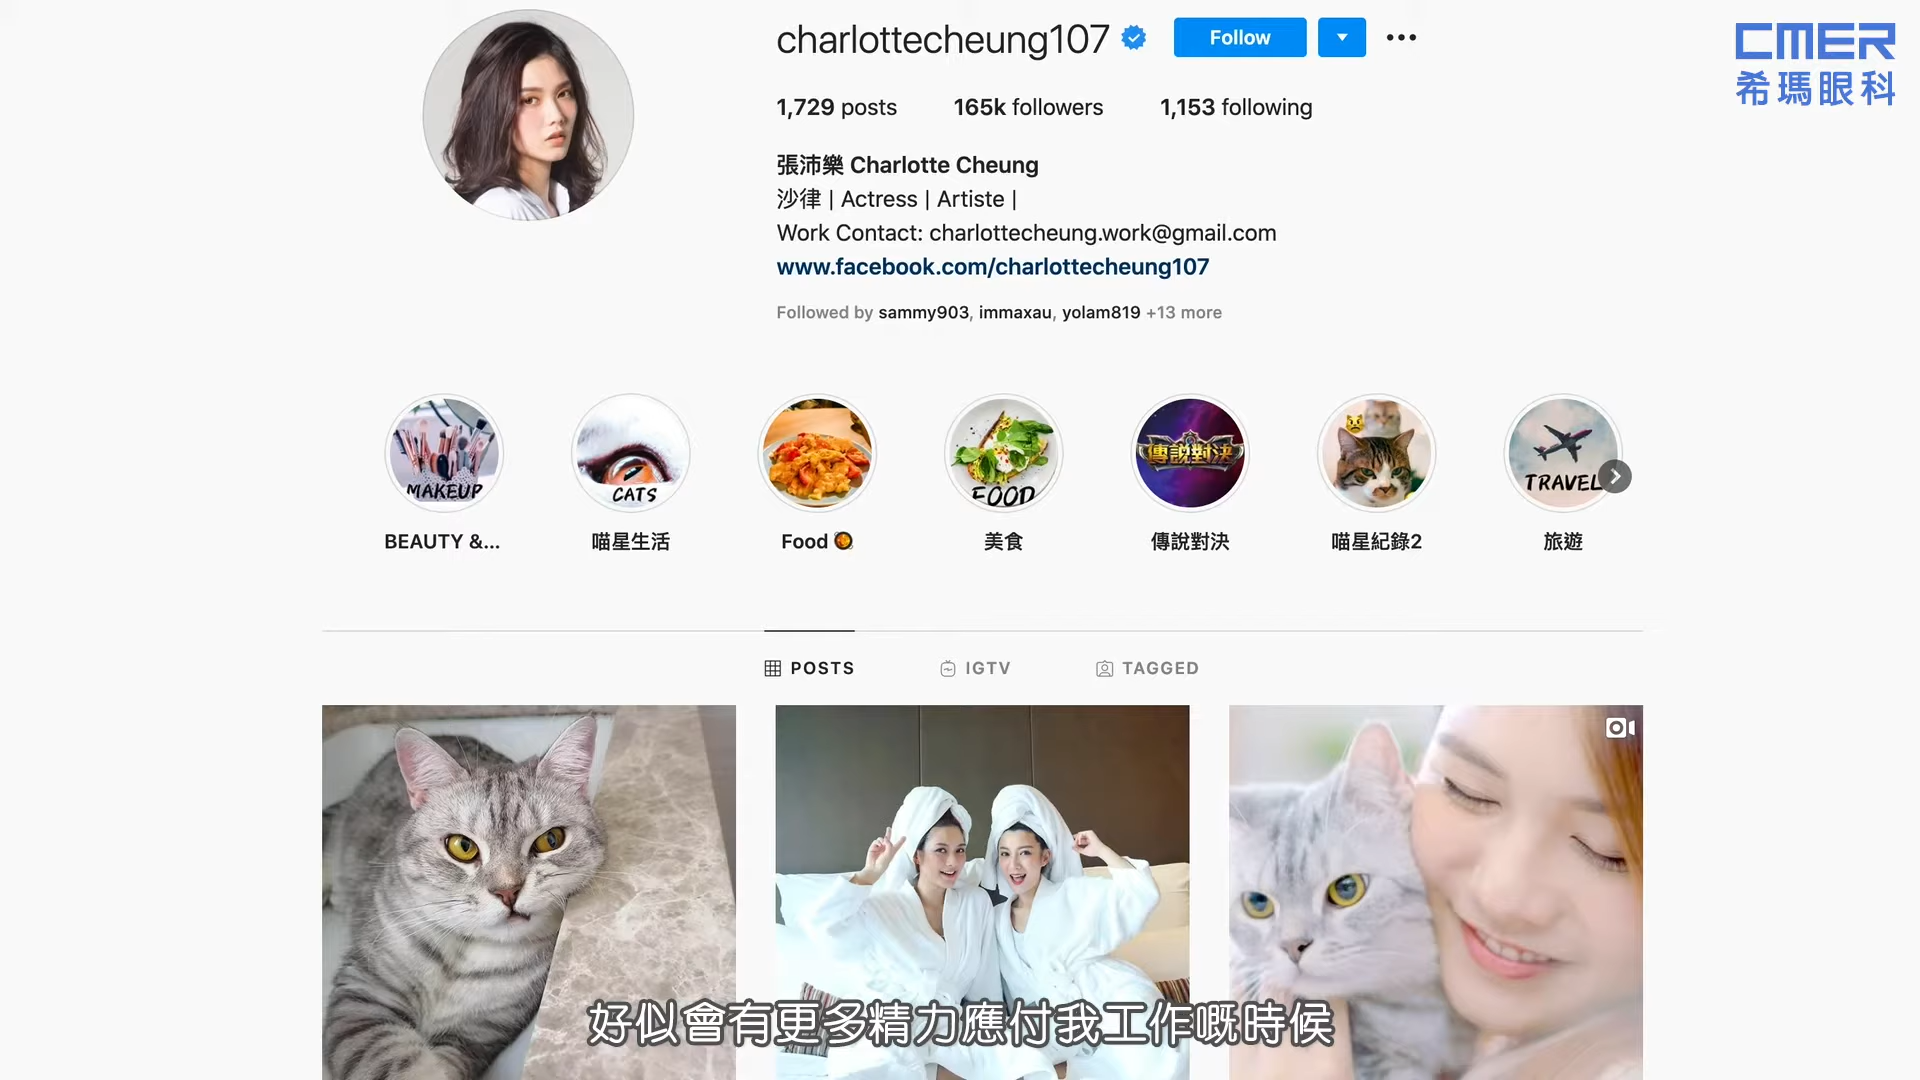 charlottecheung107
Follow
CMER
希瑪眼科
1,729 posts 165k followers 1,153 following
張沛樂 Charlotte Cheung
沙律 | Actress | Artiste |
Work Contact: charlottecheung.work@gmail.com
www.facebook.com/charlottecheung107
Followed by sammy903, immaxau, yolam819 +13 more
MAKEUP
CATS
FOOD
傳說對決
TRAVEL
BEAUTY &...
喵星生活
Food
美食
傳說對決
喵星紀錄2
旅遊
POSTS
IGTV
TAGGED
好似會有更多精力應付我工作嘅時候